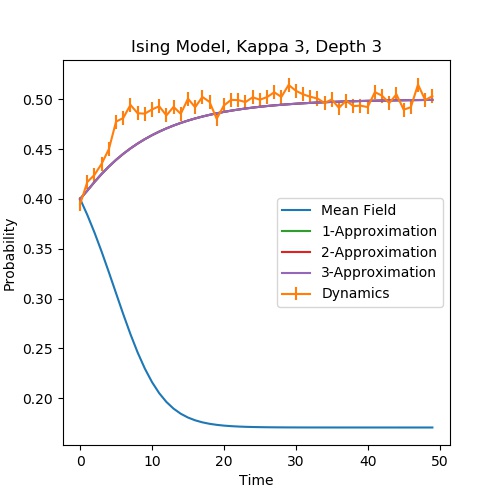 Ising Model, Kappa 3, Depth 3
0.50
0.45
0.40
0.35
0.30
0.25
0.20
Probability
Mean Field
1-Approximation
2-Approximation
3-Approximation
Dynamics
0 10 20 30 40 50
Time